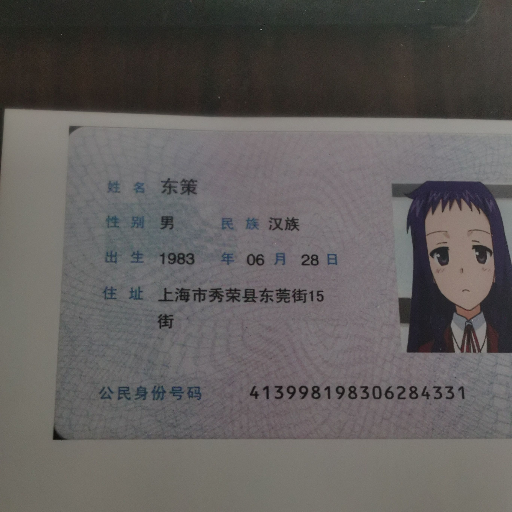 姓名 东策
性别 男 民族 汉族
出生 1983 年 06 月 28 日
住址 上海市秀荣县东莞街15
街
公民身份号码 413998198306284331